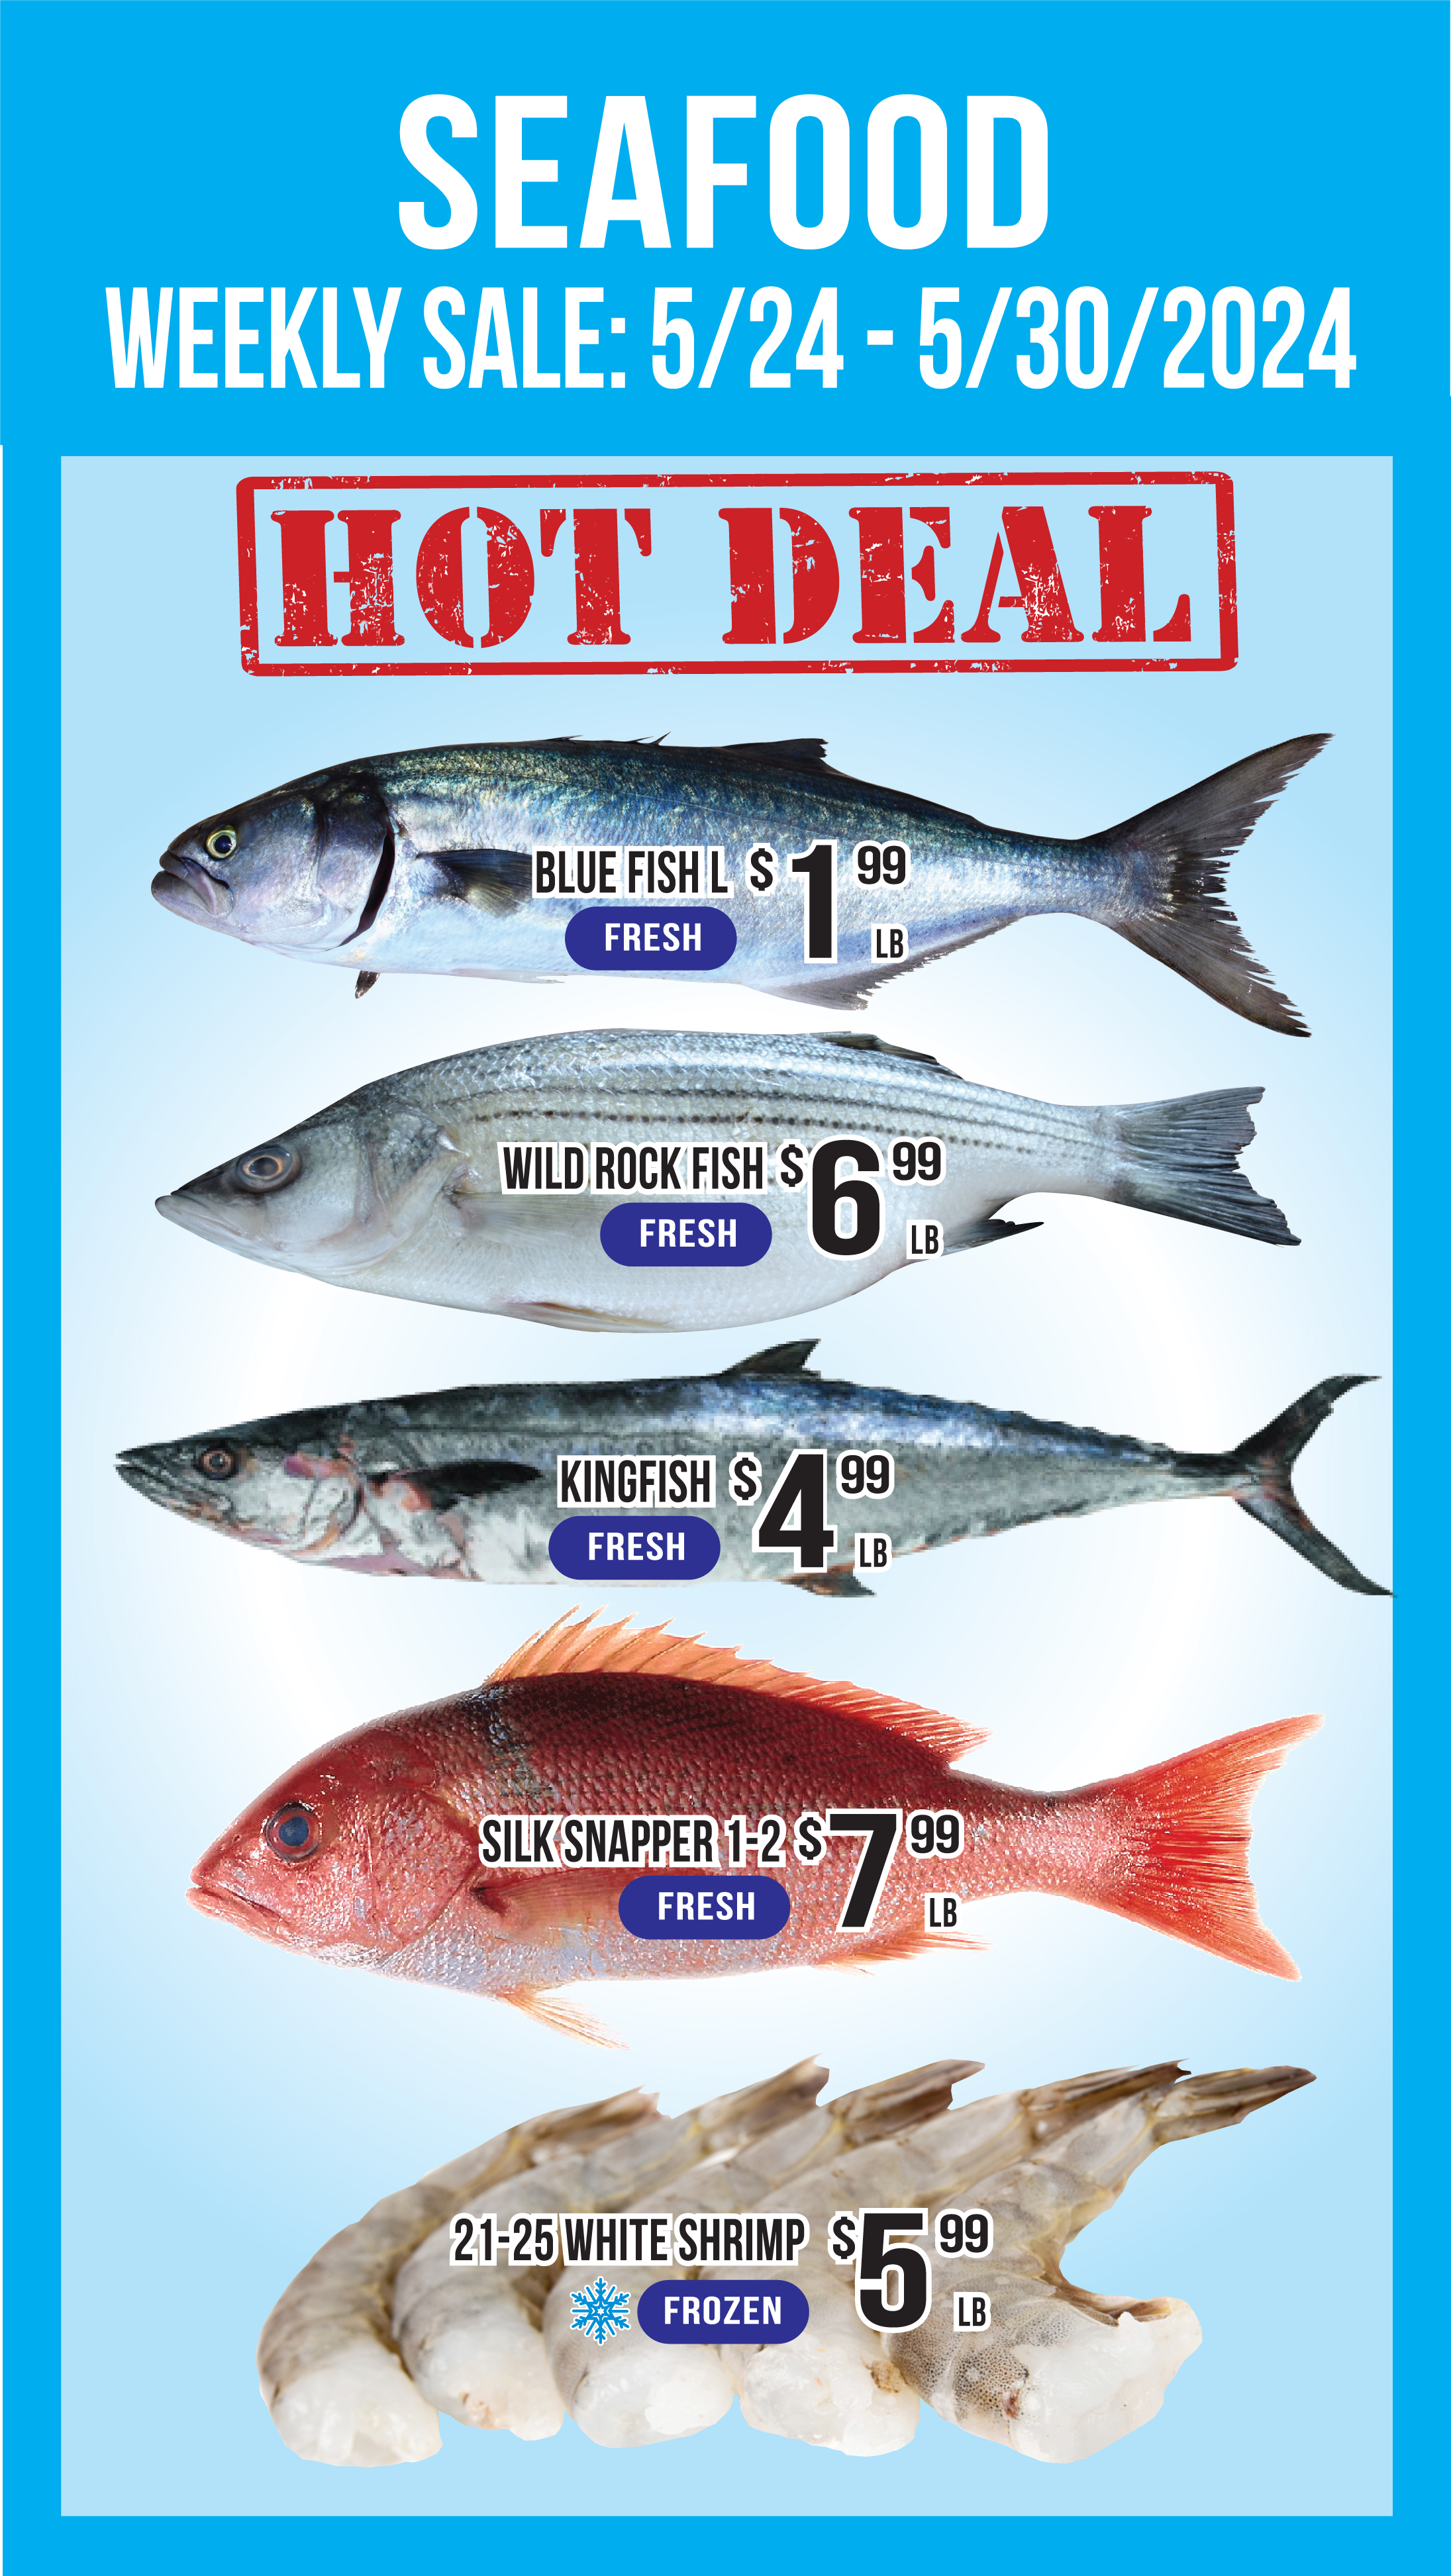 SEAFOOD
WEEKLY SALE: 5/24 - 5/30/2024
HOT DEAL
BLUE FISH L $1 99
FRESH LB
WILD ROCK FISH $6 99
FRESH LB
KINGFISH $4 99
FRESH LB
SILK SNAPPER 1-2 $7 99
FRESH LB
21-25 WHITE SHRIMP $5 99
FROZEN LB